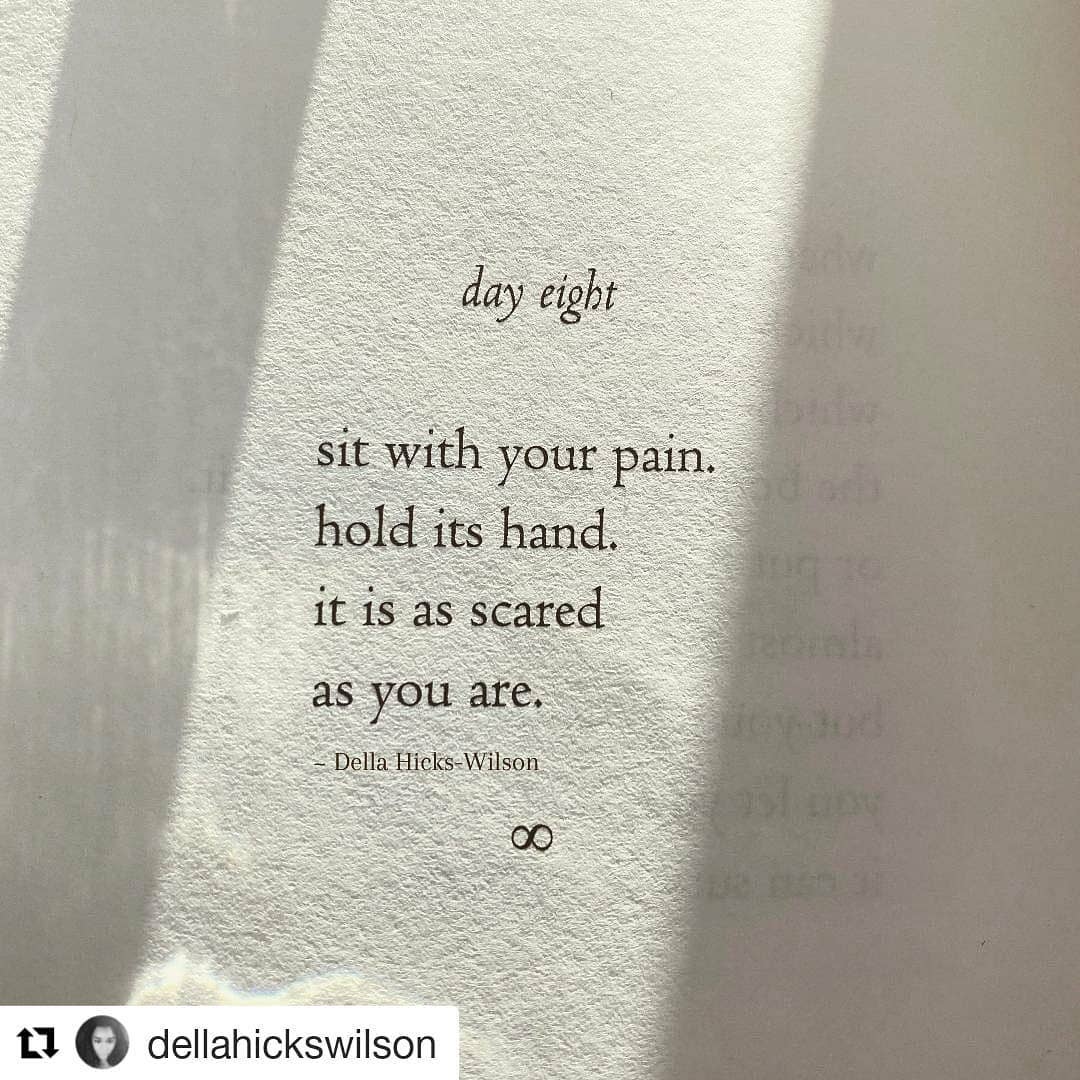 day eight
sit with your pain.
hold its hand.
it is as scared
as you are.
– Della Hicks-Wilson
∞
dellahickswilson